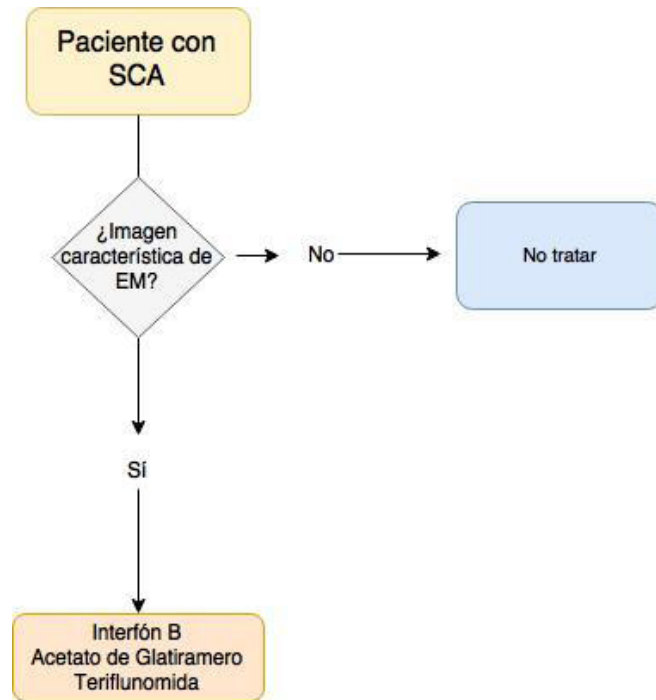 Paciente con
SCA
¿Imagen
característica de
EM?
No
No tratar
Sí
Interfón B
Acetato de Glatiramero
Teriflunomida